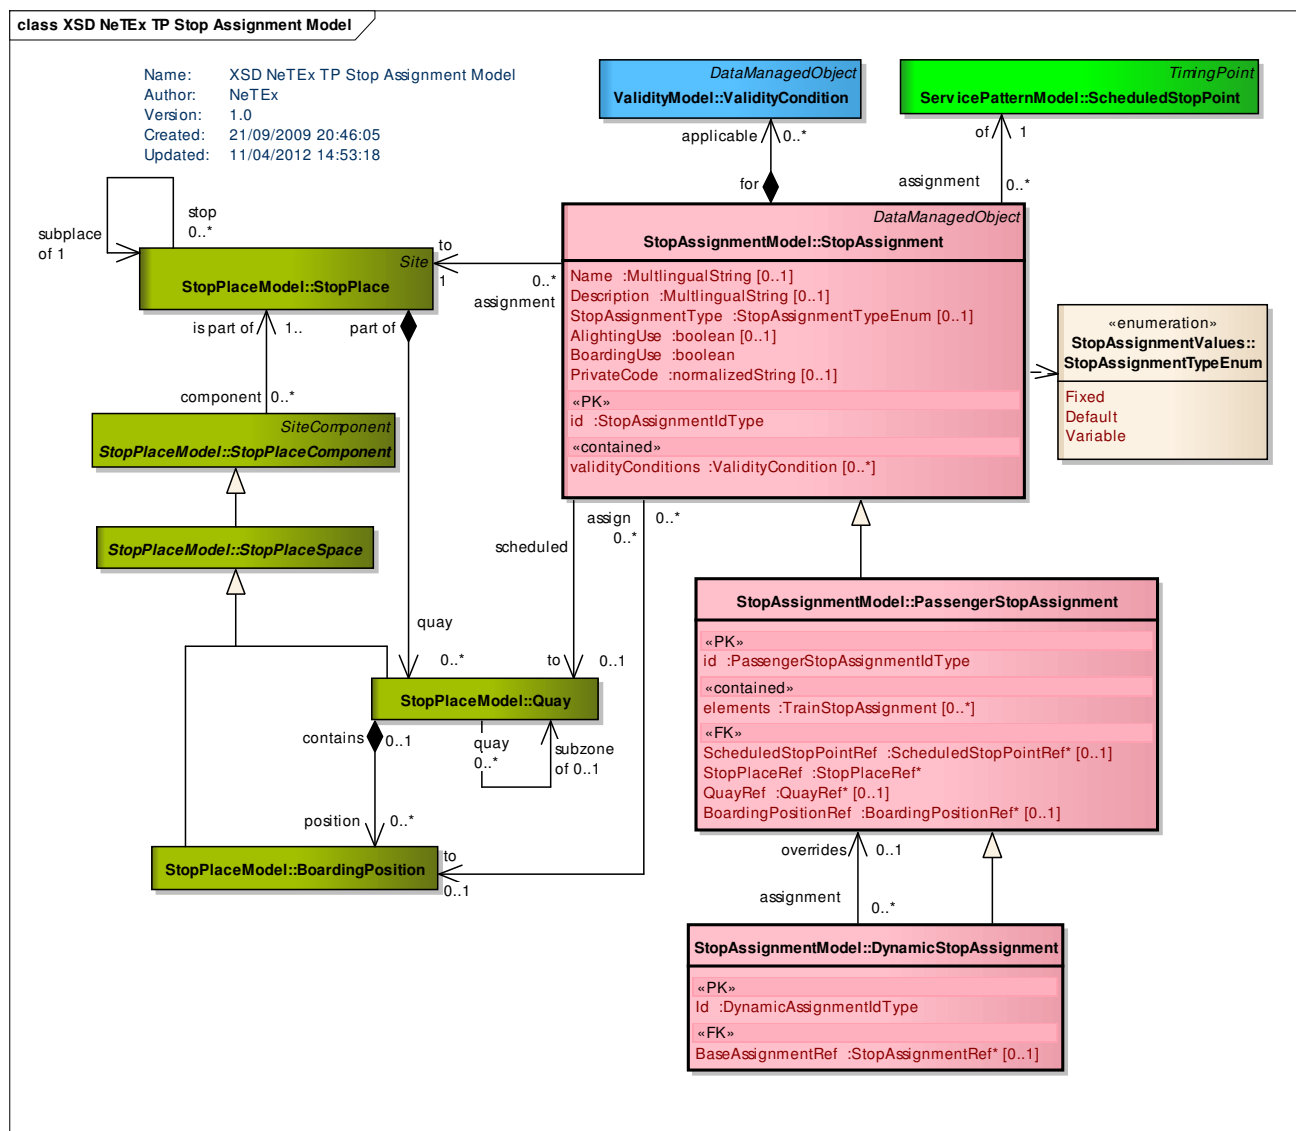 class XSD NeTEx TP Stop Assignment Model
Name: XSD NeTEx TP Stop Assignment Model
Author: NeTEx
Version: 1.0
Created: 21/09/2009 20:46:05
Updated: 11/04/2012 14:53:18
DataManagedObject
ValidityModel::ValidityCondition
TimingPoint
ServicePatternModel::ScheduledStopPoint
applicable 0..*
of 1
for
assignment 0..*
stop
0..*
subplace
of 1
Site
StopPlaceModel::StopPlace
to
1
0..*
assignment
DataManagedObject
StopAssignmentModel::StopAssignment
Name :MultlingualString [0..1]
Description :MultlingualString [0..1]
StopAssignmentType :StopAssignmentTypeEnum [0..1]
AlightingUse :boolean [0..1]
BoardingUse :boolean
PrivateCode :normalizedString [0..1]
«PK»
id :StopAssignmentIdType
«contained»
validityConditions :ValidityCondition [0..*]
«enumeration»
StopAssignmentValues::
StopAssignmentTypeEnum
Fixed
Default
Variable
is part of 1..
part of
component 0..*
SiteComponent
StopPlaceModel::StopPlaceComponent
StopPlaceModel::StopPlaceSpace
assign
0..*
0..*
scheduled
quay
0..*
to 0..1
StopPlaceModel::Quay
contains 0..1
quay
0..*
subzone
of 0..1
position 0..*
StopPlaceModel::BoardingPosition
to
0..1
StopAssignmentModel::PassengerStopAssignment
«PK»
id :PassengerStopAssignmentIdType
«contained»
elements :TrainStopAssignment [0..*]
«FK»
ScheduledStopPointRef :ScheduledStopPointRef* [0..1]
StopPlaceRef :StopPlaceRef*
QuayRef :QuayRef* [0..1]
BoardingPositionRef :BoardingPositionRef* [0..1]
overrides 0..1
assignment
0..*
StopAssignmentModel::DynamicStopAssignment
«PK»
Id :DynamicAssignmentIdType
«FK»
BaseAssignmentRef :StopAssignmentRef* [0..1]